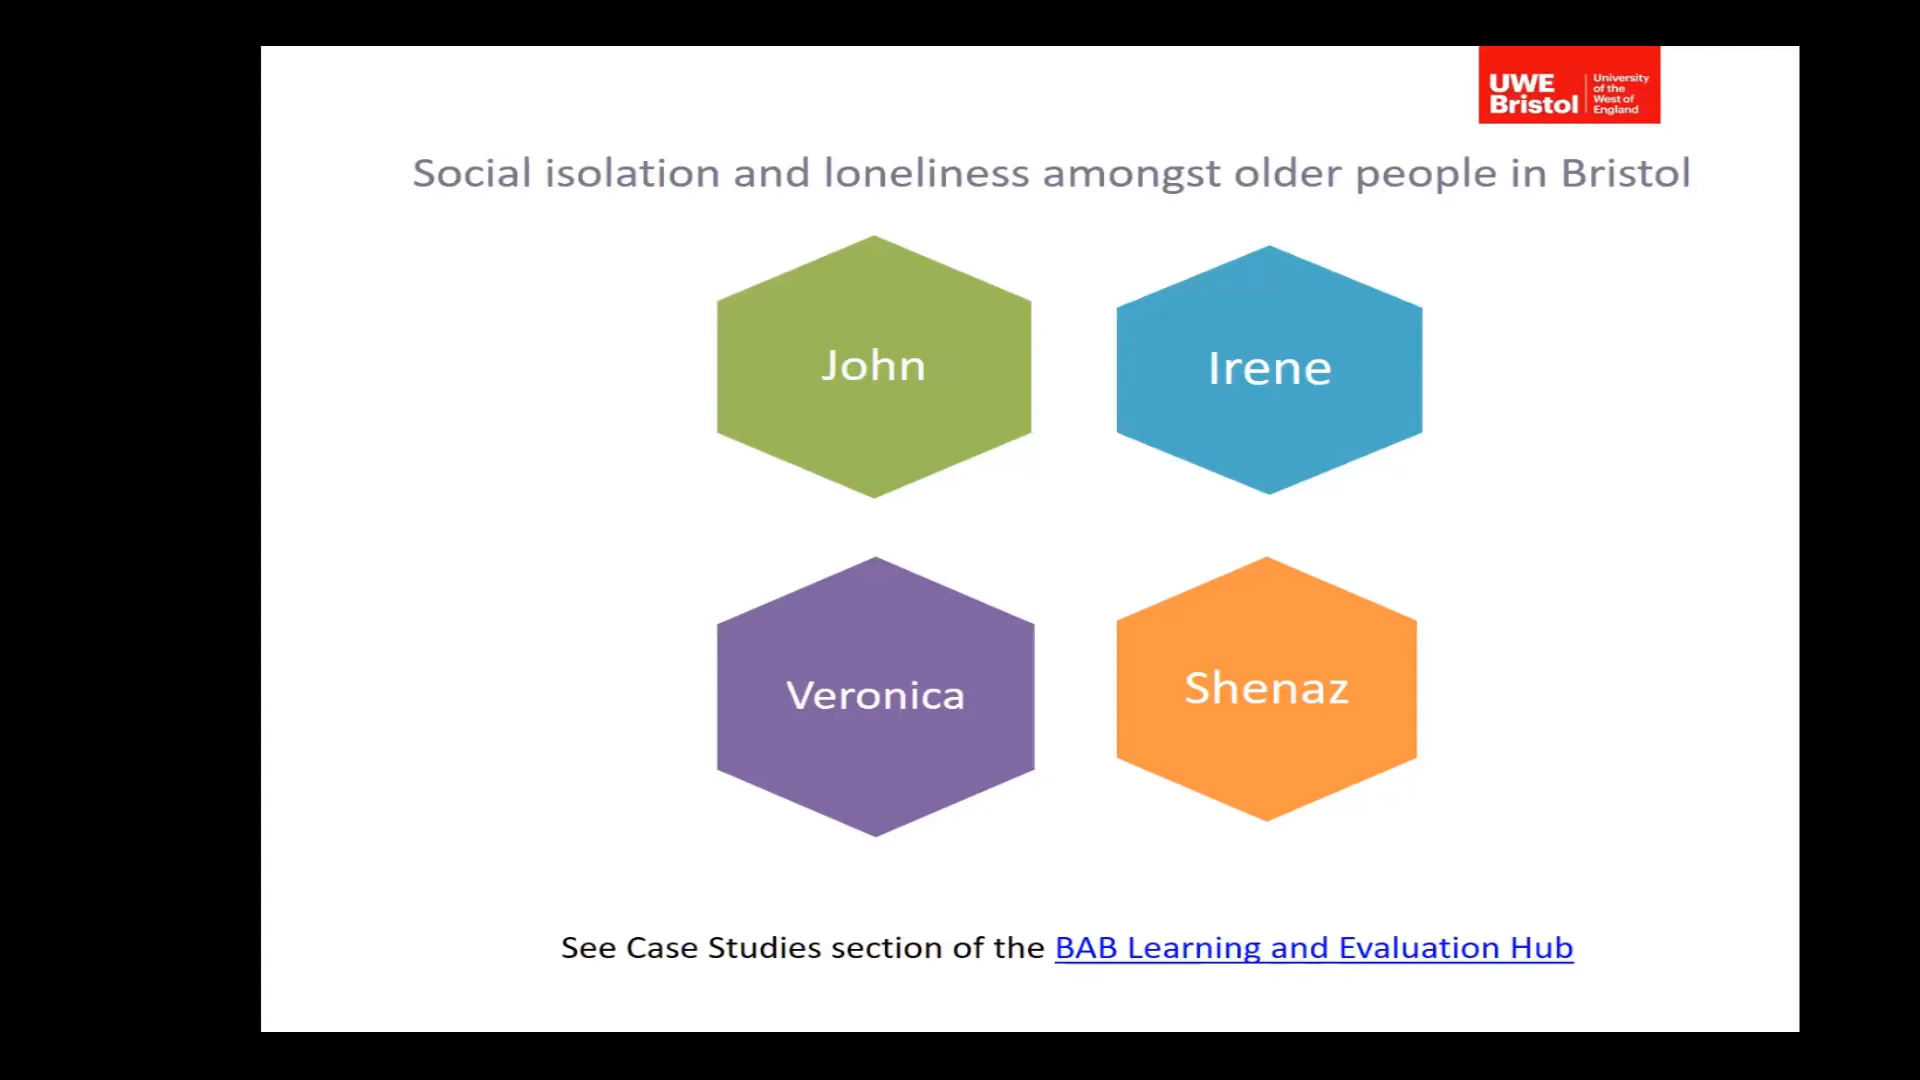 UWE
Bristol
University
of the
West of
England
Social isolation and loneliness amongst older people in Bristol
John
Irene
Veronica
Shenaz
See Case Studies section of the BAB Learning and Evaluation Hub